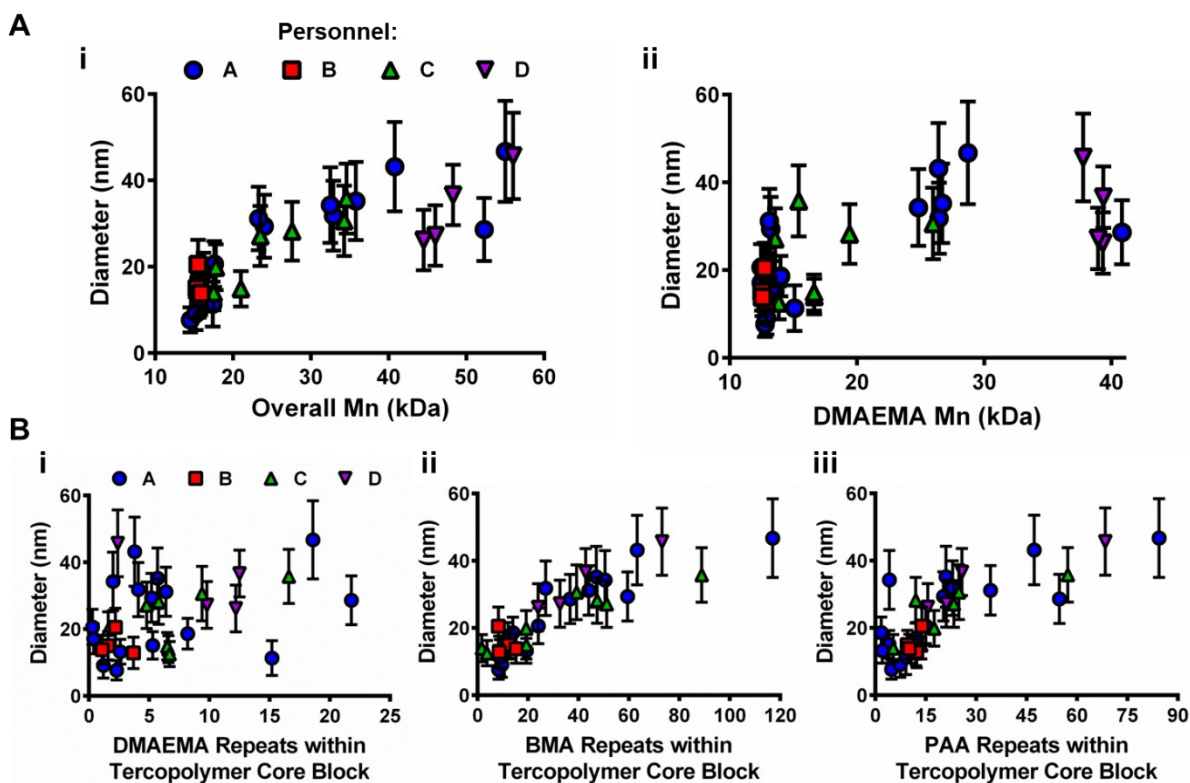 A
Personnel:
i
A B C D
60
40
20
0
Diameter (nm)
10 20 30 40 50 60
Overall Mn (kDa)
ii
60
40
20
0
Diameter (nm)
10 20 30 40
DMAEMA Mn (kDa)
B
i
A B C D
60
40
20
0
Diameter (nm)
0 5 10 15 20 25
DMAEMA Repeats within
Tercopolymer Core Block
ii
60
40
20
0
Diameter (nm)
0 20 40 60 80 100 120
BMA Repeats within
Tercopolymer Core Block
iii
60
40
20
0
Diameter (nm)
0 15 30 45 60 75 90
PAA Repeats within
Tercopolymer Core Block